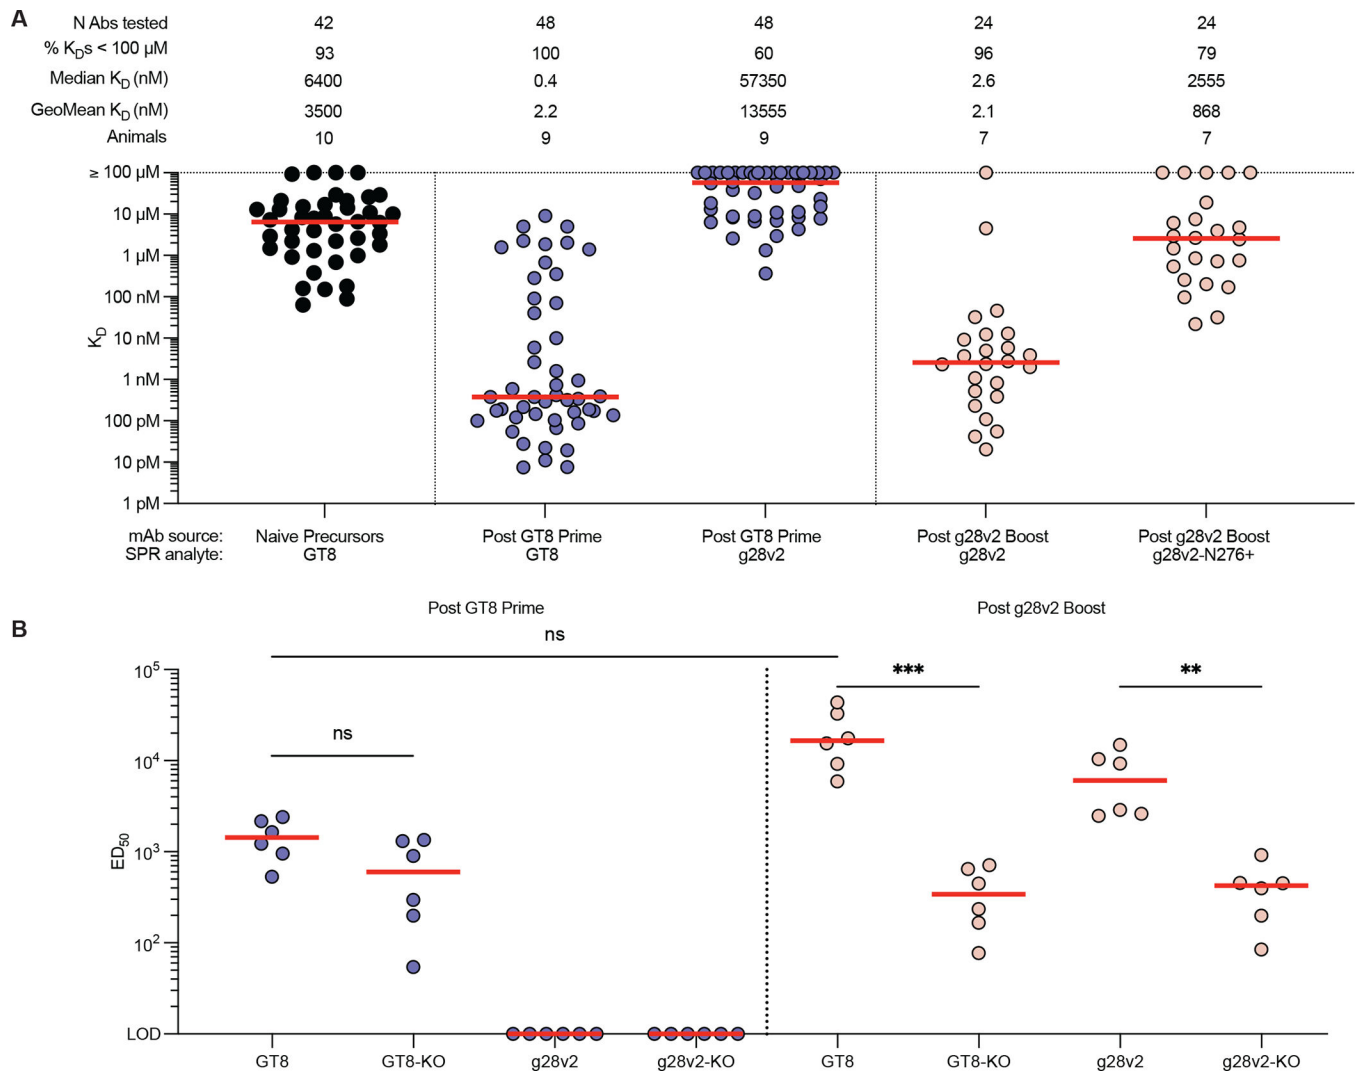 A
N Abs tested 42 48 48 24 24
% KDs < 100 µM 93 100 60 96 79
Median KD (nM) 6400 0.4 57350 2.6 2555
GeoMean KD (nM) 3500 2.2 13555 2.1 868
Animals 10 9 9 7 7
≥ 100 µM
10 µM
1 µM
100 nM
10 nM
1 nM
100 pM
10 pM
1 pM
KD
mAb source: Naive Precursors Post GT8 Prime Post GT8 Prime Post g28v2 Boost Post g28v2 Boost
SPR analyte: GT8 GT8 g28v2 g28v2 g28v2-N276+
B
Post GT8 Prime Post g28v2 Boost
ns
*** **
ns
10^5
10^4
10^3
10^2
LOD
ED50
GT8 GT8-KO g28v2 g28v2-KO GT8 GT8-KO g28v2 g28v2-KO